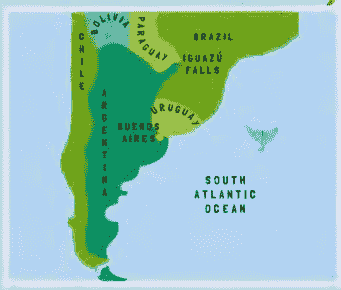 BOLIVIA
PARAGUAY
CHILE
BRAZIL
IGUAZÚ
FALLS
ARGENTINA
URUGUAY
BUENOS
AIRES
SOUTH
ATLANTIC
OCEAN